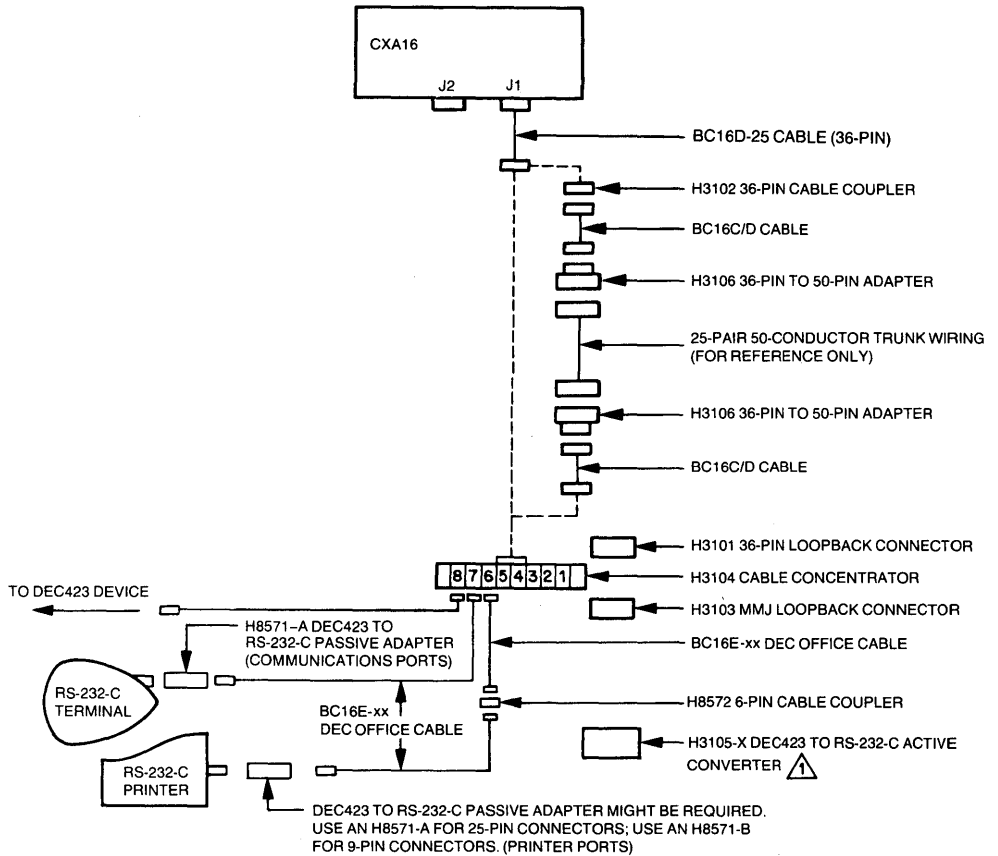 CXA16
J2 J1
BC16D-25 CABLE (36-PIN)
H3102 36-PIN CABLE COUPLER
BC16C/D CABLE
H3106 36-PIN TO 50-PIN ADAPTER
25-PAIR 50-CONDUCTOR TRUNK WIRING
(FOR REFERENCE ONLY)
H3106 36-PIN TO 50-PIN ADAPTER
BC16C/D CABLE
H3101 36-PIN LOOPBACK CONNECTOR
8 7 6 5 4 3 2 1
H3104 CABLE CONCENTRATOR
TO DEC423 DEVICE
H3103 MMJ LOOPBACK CONNECTOR
H8571-A DEC423 TO
RS-232-C PASSIVE ADAPTER
(COMMUNICATIONS PORTS)
BC16E-xx DEC OFFICE CABLE
RS-232-C
TERMINAL
BC16E-xx
DEC OFFICE CABLE
H8572 6-PIN CABLE COUPLER
H3105-X DEC423 TO RS-232-C ACTIVE
CONVERTER 1
RS-232-C
PRINTER
DEC423 TO RS-232-C PASSIVE ADAPTER MIGHT BE REQUIRED.
USE AN H8571-A FOR 25-PIN CONNECTORS; USE AN H8571-B
FOR 9-PIN CONNECTORS. (PRINTER PORTS)